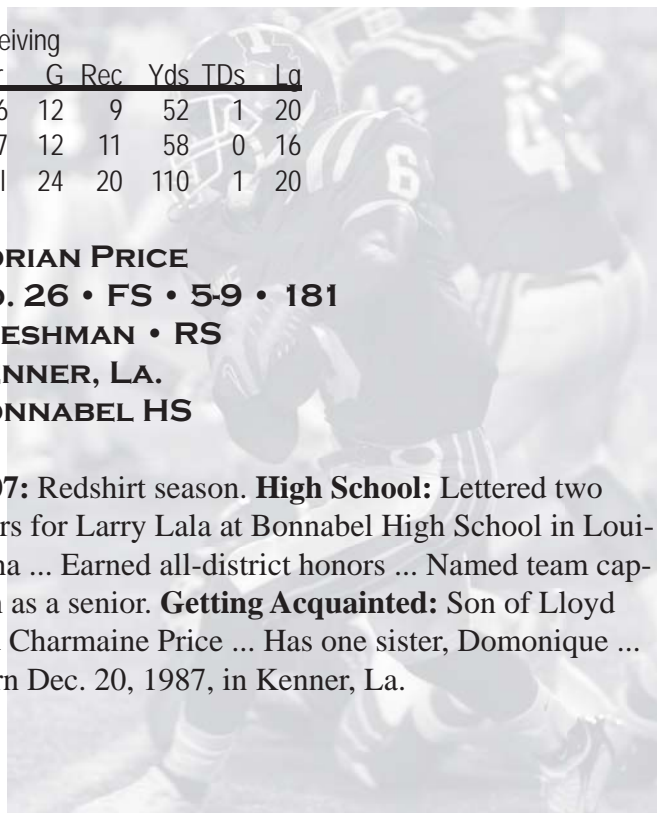 eiving
G Rec Yds TDs Lg
6 12 9 52 1 20
7 12 11 58 0 16
l 24 20 110 1 20
ORIAN PRICE
. 26 • FS • 5-9 • 181
ESHMAN • RS
ENNER, LA.
ONNABEL HS
07: Redshirt season. High School: Lettered two
rs for Larry Lala at Bonnabel High School in Loui-
na ... Earned all-district honors ... Named team cap-
n as a senior. Getting Acquainted: Son of Lloyd
Charmaine Price ... Has one sister, Domonique ...
rn Dec. 20, 1987, in Kenner, La.